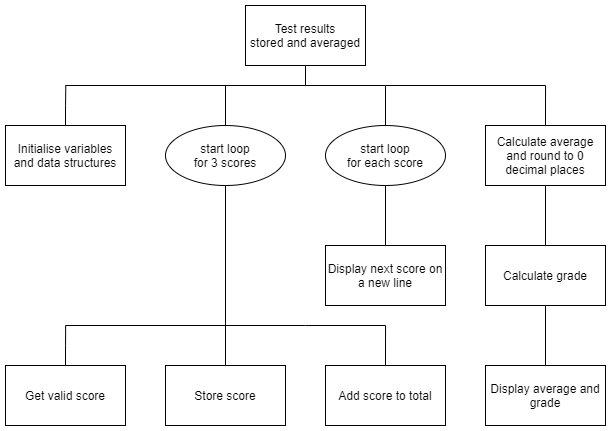 Test results
stored and averaged
Initialise variables
and data structures
start loop
for 3 scores
start loop
for each score
Calculate average
and round to 0
decimal places
Display next score on
a new line
Calculate grade
Get valid score
Store score
Add score to total
Display average and
grade